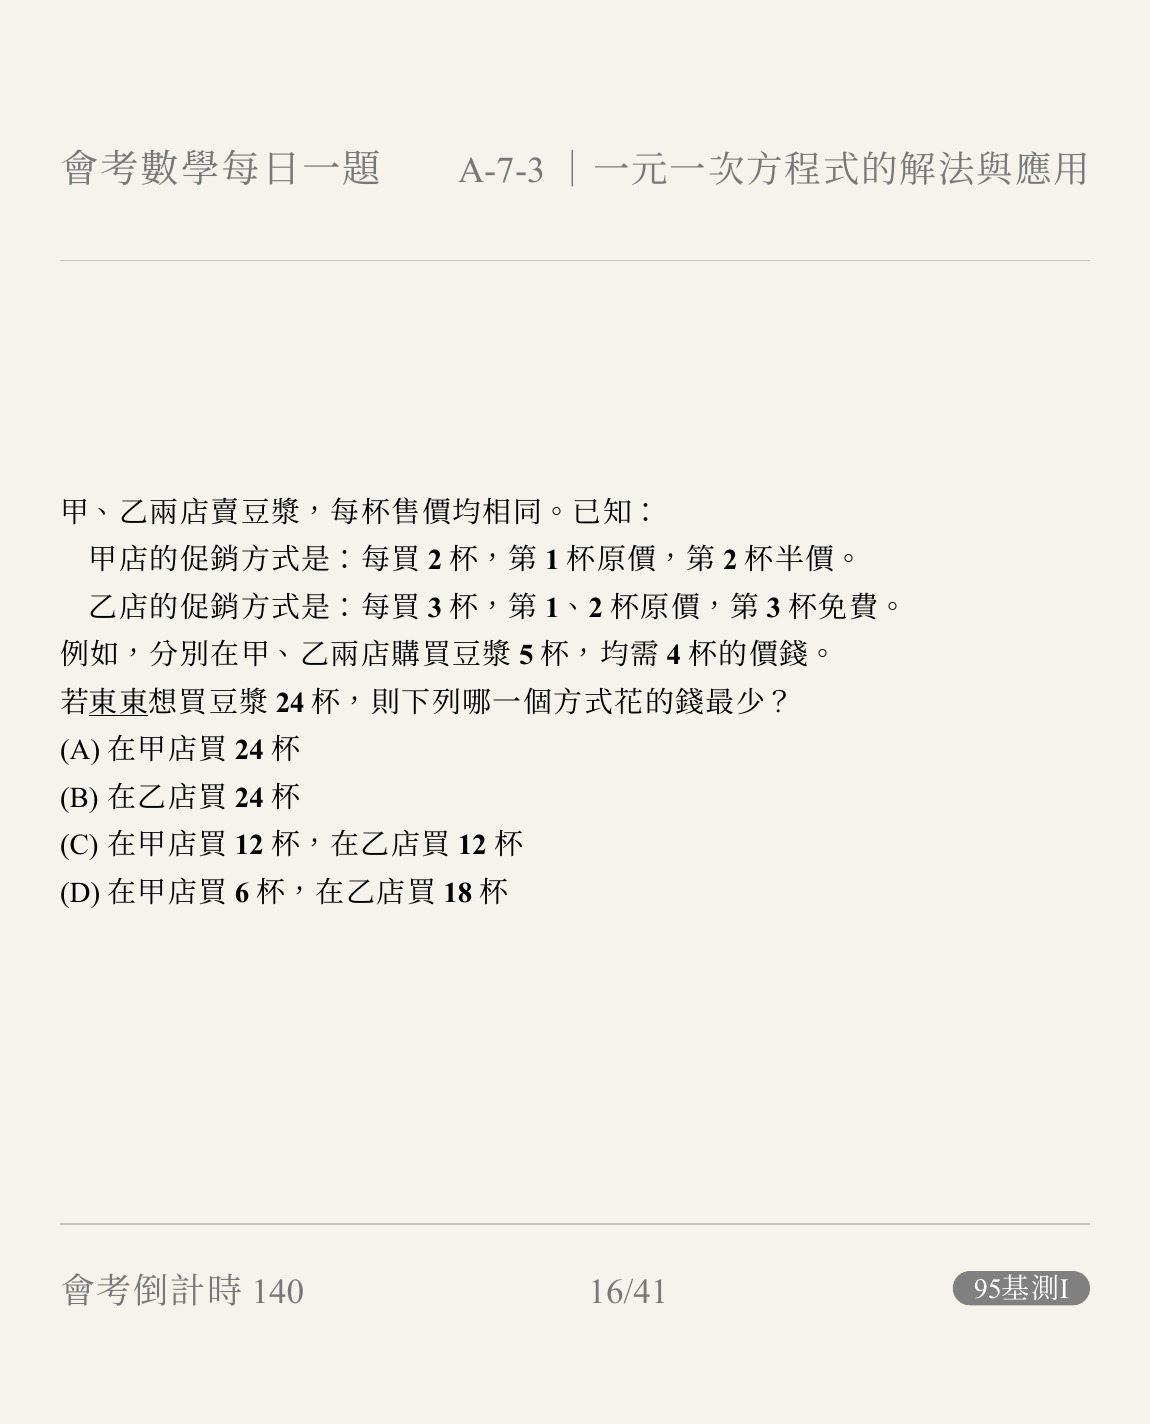 會考數學每日一題
A-7-3｜一元一次方程式的解法與應用
甲、乙兩店賣豆漿，每杯售價均相同。已知：
甲店的促銷方式是：每買 2 杯，第 1 杯原價，第 2 杯半價。
乙店的促銷方式是：每買 3 杯，第 1、2 杯原價，第 3 杯免費。
例如，分別在甲、乙兩店購買豆漿 5 杯，均需 4 杯的價錢。
若東東想買豆漿 24 杯，則下列哪一個方式花的錢最少？
(A) 在甲店買 24 杯
(B) 在乙店買 24 杯
(C) 在甲店買 12 杯，在乙店買 12 杯
(D) 在甲店買 6 杯，在乙店買 18 杯
會考倒計時 140
16/41
95基測I